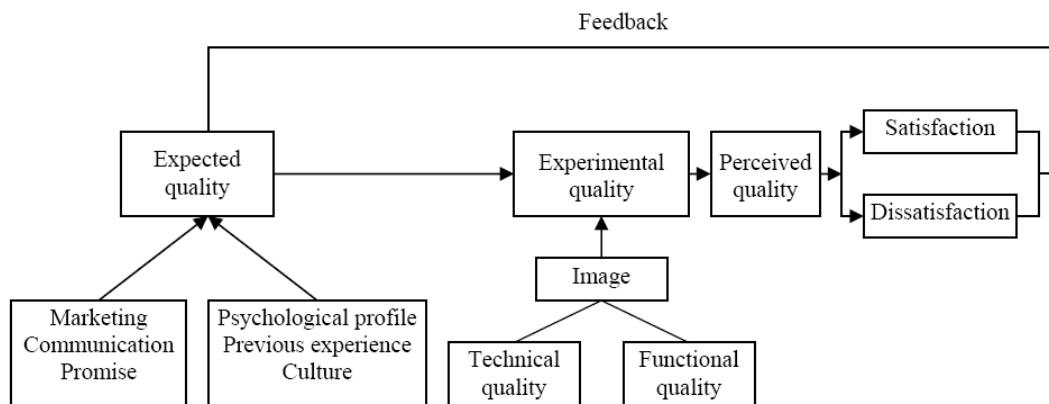 Feedback
Expected
quality
Experimental
quality
Perceived
quality
Satisfaction
Dissatisfaction
Image
Marketing
Communication
Promise
Psychological profile
Previous experience
Culture
Technical
quality
Functional
quality